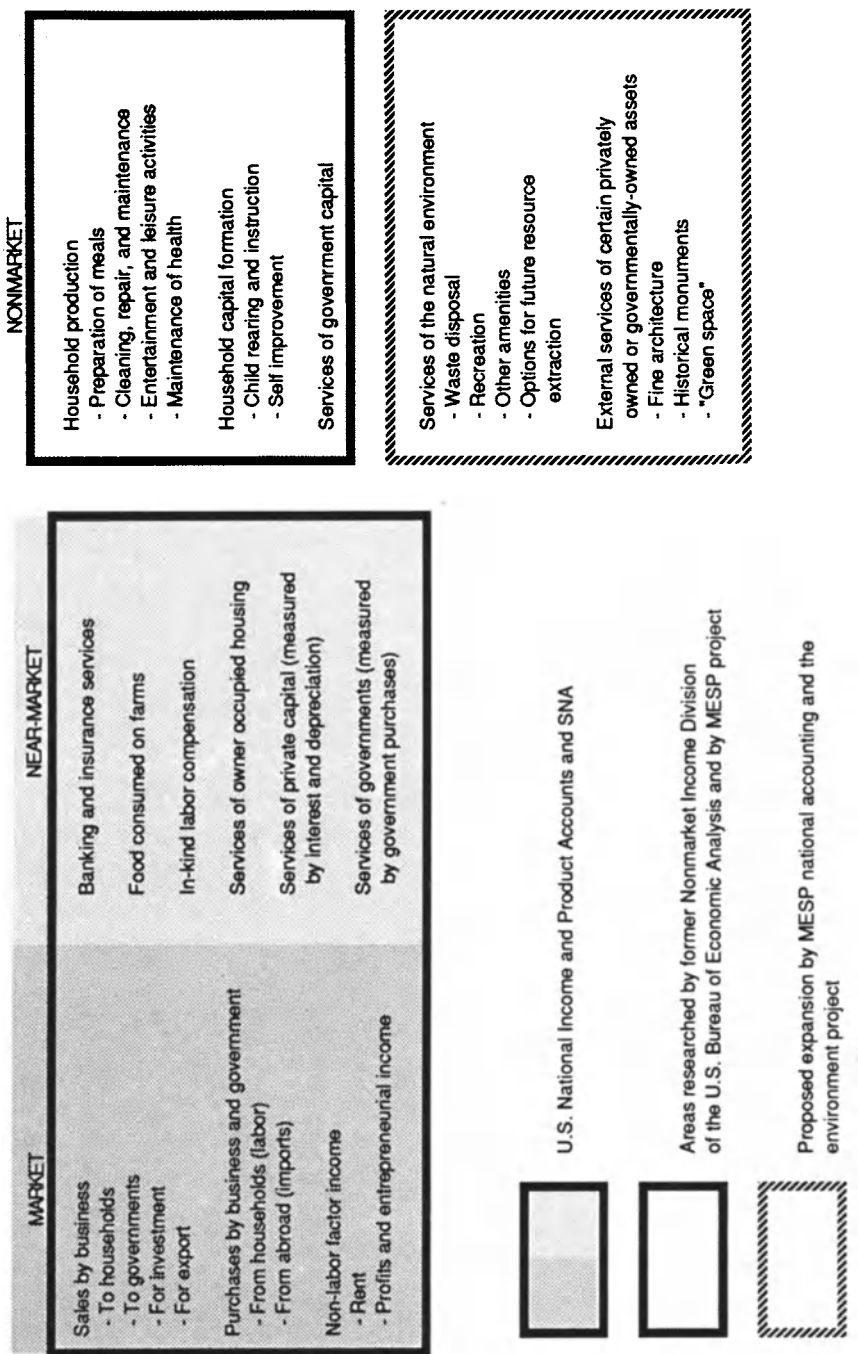 MARKET
Sales by business
- To households
- To governments
- For investment
- For export
Purchases by business and government
- From households (labor)
- From abroad (imports)
Non-labor factor income
- Rent
- Profits and entrepreneurial income
NEAR-MARKET
Banking and insurance services
Food consumed on farms
In-kind labor compensation
Services of owner occupied housing
Services of private capital (measured
by interest and depreciation)
Services of governments (measured
by government purchases)
NONMARKET
Household production
- Preparation of meals
- Cleaning, repair, and maintenance
- Entertainment and leisure activities
- Maintenance of health
Household capital formation
- Child rearing and instruction
- Self improvement
Services of govenrment capital
Services of the natural environment
- Waste disposal
- Recreation
- Other amenities
- Options for future resource
extraction
External services of certain privately
owned or governmentally-owned assets
- Fine architecture
- Historical monuments
- "Green space"
U.S. National Income and Product Accounts and SNA
Areas researched by former Nonmarket Income Division
of the U.S. Bureau of Economic Analysis and by MESP project
Proposed expansion by MESP national accounting and the
environment project